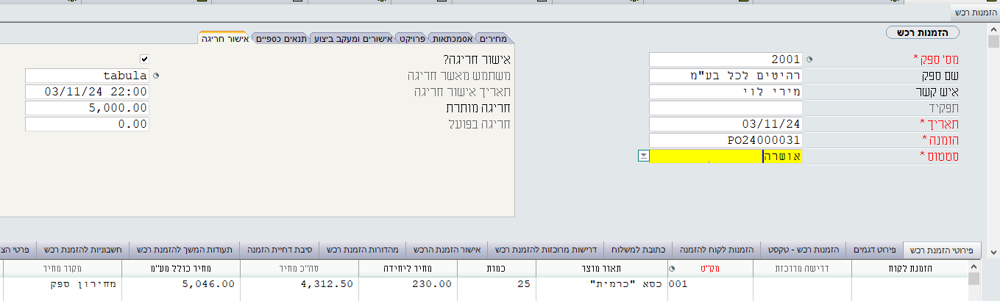 הזמנות רכש
הזמנות רכש
מחירים אסמכתאות פרויקט אישורים ומעקב ביצוע תנאים כספיים אישור חריגה
מס' ספק * 2001
שם ספק רהיטים לכל בע"מ
איש קשר מירי לוי
תפקיד
תאריך * 03/11/24
הזמנה * PO24000031
סטטוס * אושרה
אישור חריגה?
משתמש מאשר חריגה tabula
תאריך אישור חריגה 03/11/24 22:00
חריגה מותרת 5,000.00
חריגה בפועל 0.00
פירוטי הזמנת רכש פירוט דגמים הזמנות רכש - טקסט הזמנות לקוח להזמנה כתובת למשלוח דרישות מרוכזות להזמנת רכש אישור הזמנת הרכש מהדורות הזמנת רכש סיבת דחיית הזמנה תעודות המשך להזמנת רכש חשבוניות להזמנת רכש פרטי הצ
הזמנת לקוח דרישה מרוכזת מק"ט תאור מוצר כמות מחיר ליחידה סה"כ מחיר מחיר כולל מע"מ מקור מחיר
001 כסא "כרמית" 25 230.00 4,312.50 5,046.00 מחירון ספק